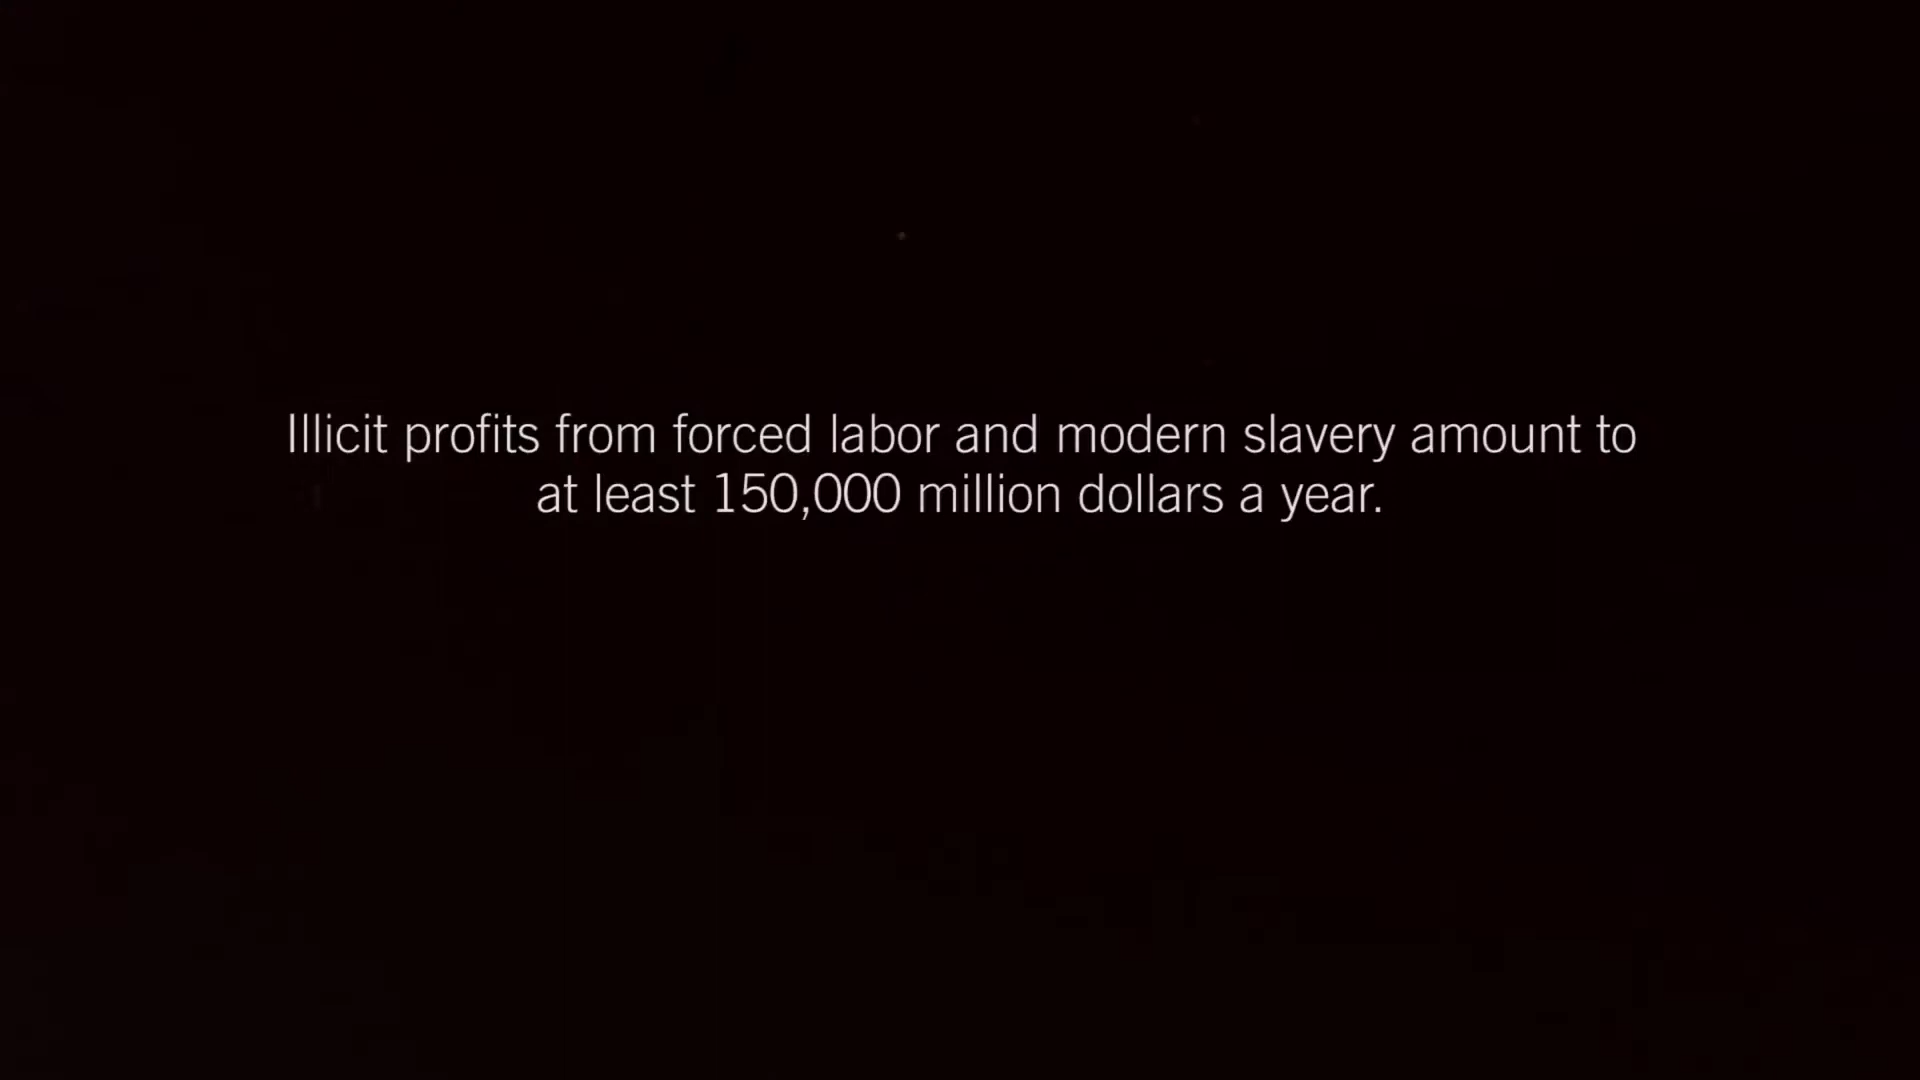 Illicit profits from forced labor and modern slavery amount to
at least 150,000 million dollars a year.